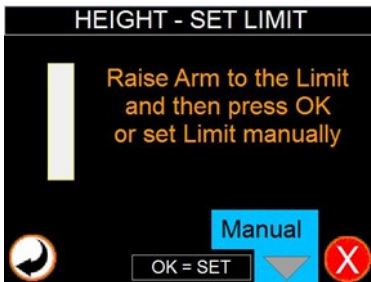 HEIGHT - SET LIMIT
Raise Arm to the Limit
and then press OK
or set Limit manually
Manual
OK = SET
X